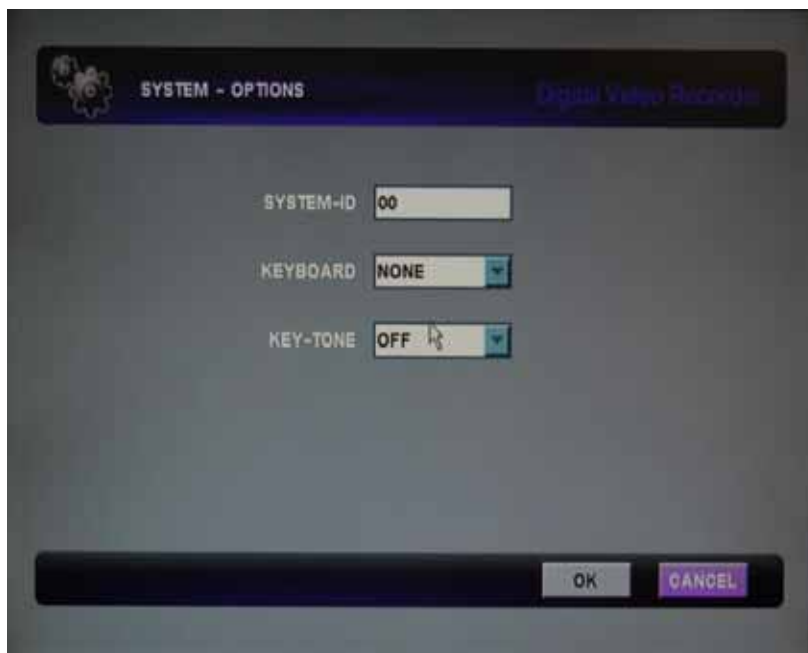 SYSTEM - OPTIONS
Digital Video Recorder
SYSTEM-ID 00
KEYBOARD NONE
KEY-TONE OFF
OK CANCEL